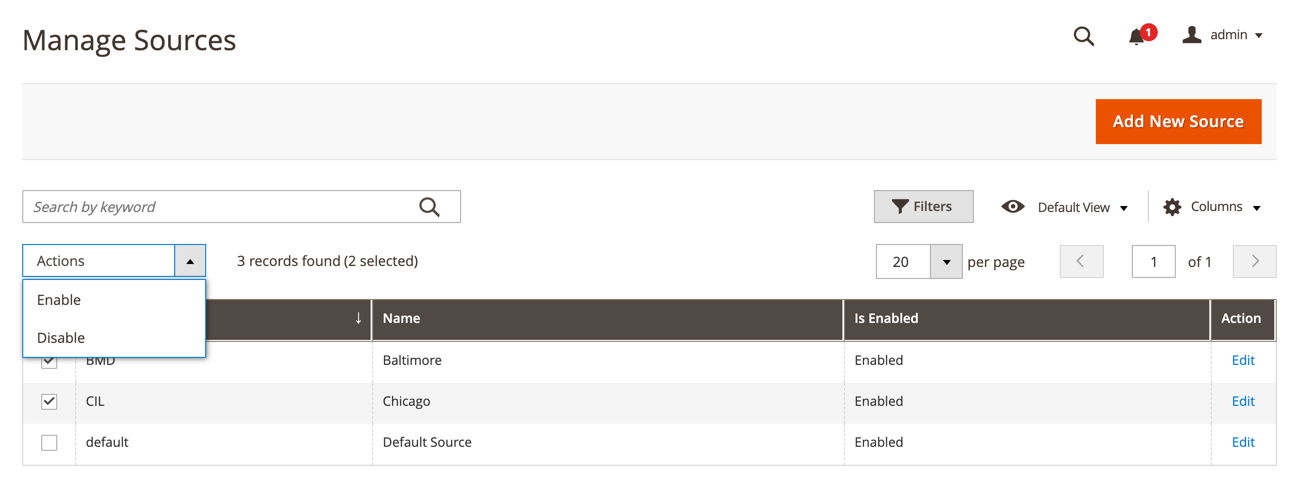 Manage Sources
1
admin
Add New Source
Search by keyword
Filters
Default View
Columns
Actions
3 records found (2 selected)
20
per page
1
of 1
Enable
Disable
Name
Is Enabled
Action
BMD
Baltimore
Enabled
Edit
CIL
Chicago
Enabled
Edit
default
Default Source
Enabled
Edit